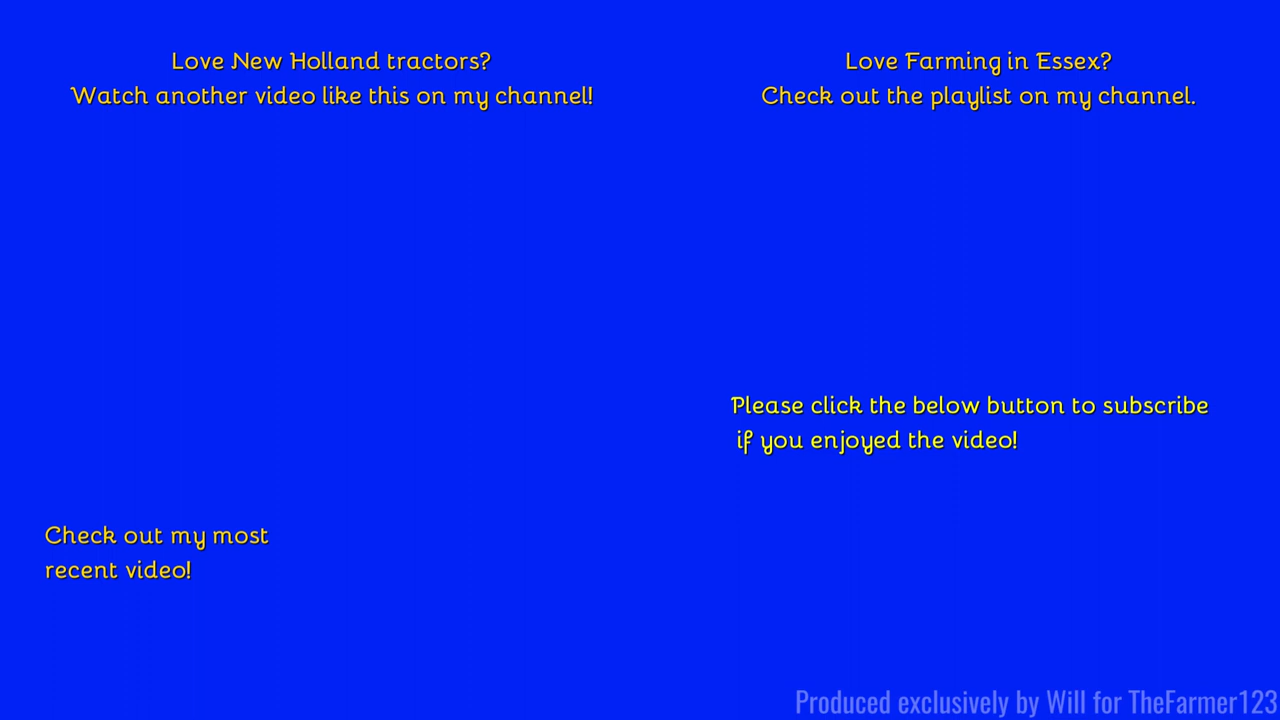 Love New Holland tractors?
Watch another video like this on my channel!
Love Farming in Essex?
Check out the playlist on my channel.
Please click the below button to subscribe
if you enjoyed the video!
Check out my most
recent video!
Produced exclusively by Will for TheFarmer123